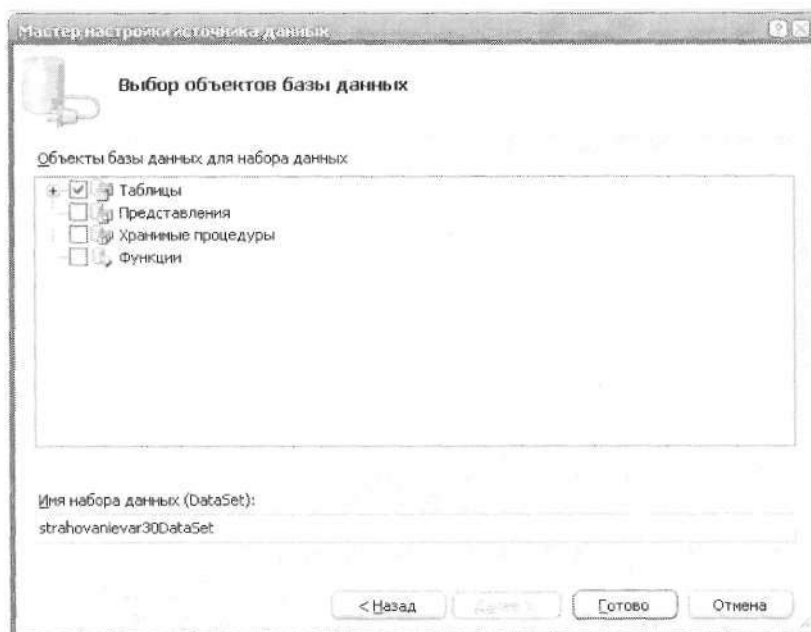 Мастер настройки источника данных
Выбор объектов базы данных
Объекты базы данных для набора данных
Таблицы
Представления
Хранимые процедуры
Функции
Имя набора данных (DataSet):
strahovanievar30DataSet
< Назад
Далее >
Готово
Отмена